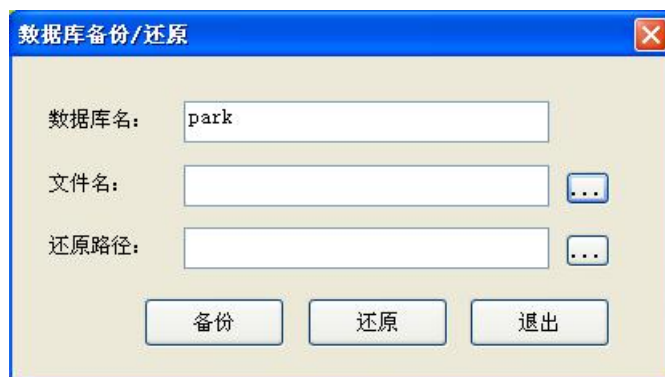 数据库备份/还原
数据库名： park
文件名： ...
还原路径： ...
备份 还原 退出